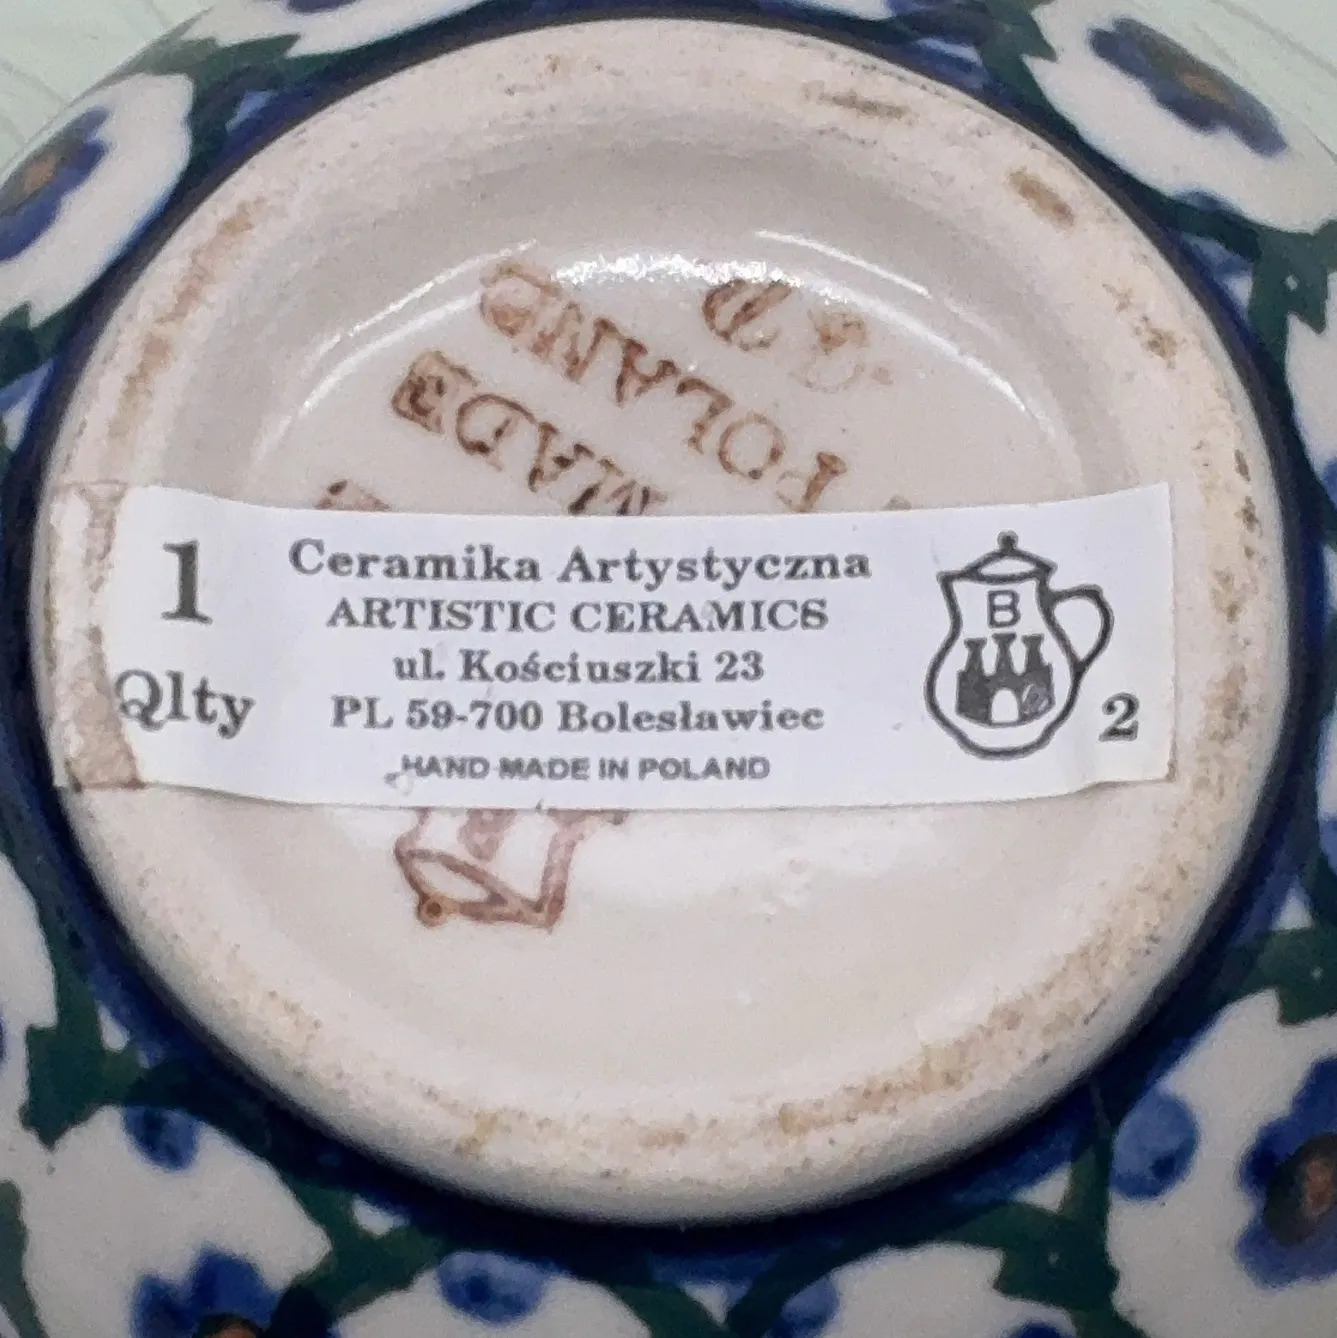 1
Qlty
Ceramika Artystyczna
ARTISTIC CERAMICS
ul. Kościuszki 23
PL 59-700 Bolesławiec
HAND MADE IN POLAND
B
2
MADE
POLAND